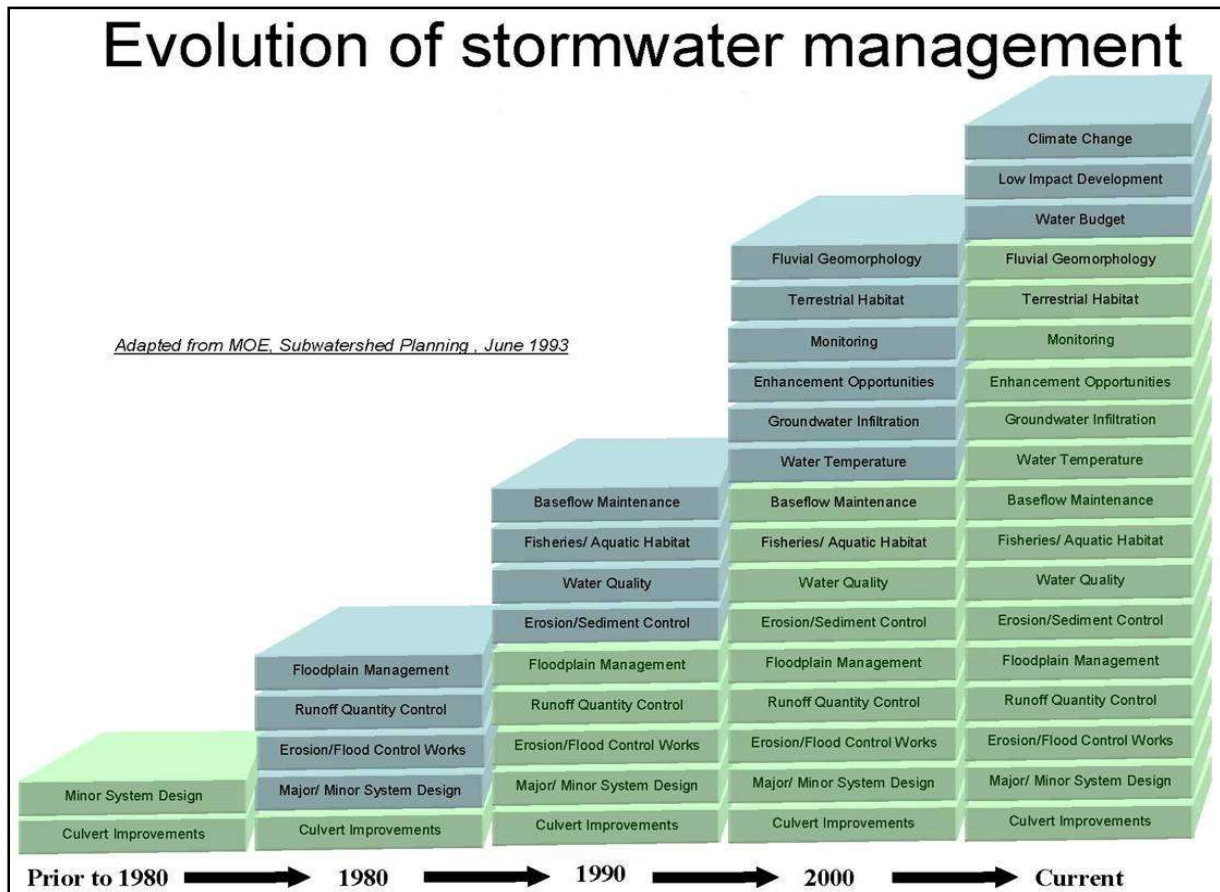 Evolution of stormwater management
Adapted from MOE, Subwatershed Planning , June 1993
Minor System Design
Culvert Improvements
Floodplain Management
Runoff Quantity Control
Erosion/Flood Control Works
Major/ Minor System Design
Culvert Improvements
Baseflow Maintenance
Fisheries/ Aquatic Habitat
Water Quality
Erosion/Sediment Control
Floodplain Management
Runoff Quantity Control
Erosion/Flood Control Works
Major/ Minor System Design
Culvert Improvements
Fluvial Geomorphology
Terrestrial Habitat
Monitoring
Enhancement Opportunities
Groundwater Infiltration
Water Temperature
Baseflow Maintenance
Fisheries/ Aquatic Habitat
Water Quality
Erosion/Sediment Control
Floodplain Management
Runoff Quantity Control
Erosion/Flood Control Works
Major/ Minor System Design
Culvert Improvements
Climate Change
Low Impact Development
Water Budget
Fluvial Geomorphology
Terrestrial Habitat
Monitoring
Enhancement Opportunities
Groundwater Infiltration
Water Temperature
Baseflow Maintenance
Fisheries/ Aquatic Habitat
Water Quality
Erosion/Sediment Control
Floodplain Management
Runoff Quantity Control
Erosion/Flood Control Works
Major/ Minor System Design
Culvert Improvements
Prior to 1980
1980
1990
2000
Current